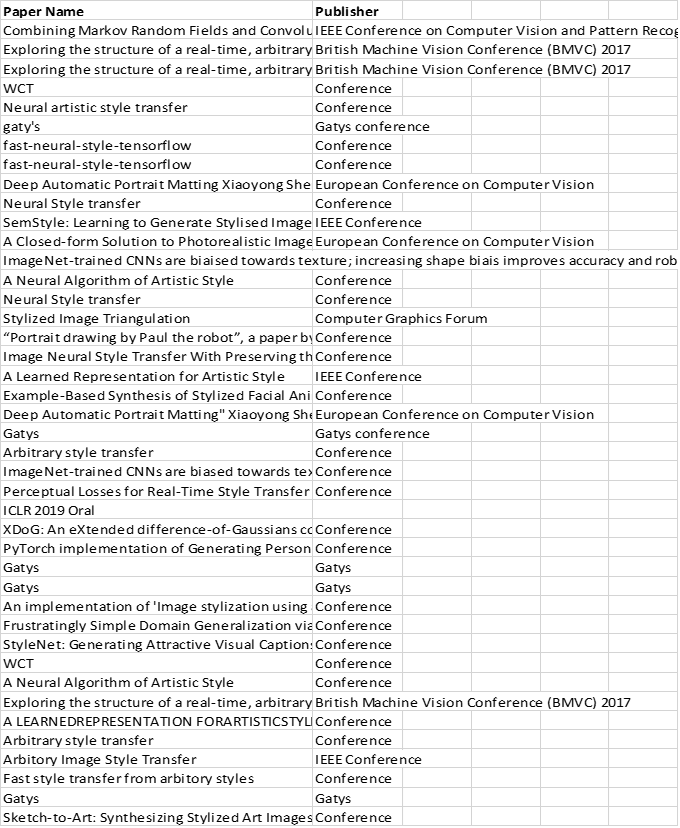 Paper Name Publisher
Combining Markov Random Fields and Convolu IEEE Conference on Computer Vision and Pattern Recog
Exploring the structure of a real-time, arbitrary British Machine Vision Conference (BMVC) 2017
Exploring the structure of a real-time, arbitrary British Machine Vision Conference (BMVC) 2017
WCT Conference
Neural artistic style transfer Conference
gaty's Gatys conference
fast-neural-style-tensorflow Conference
fast-neural-style-tensorflow Conference
Deep Automatic Portrait Matting Xiaoyong She European Conference on Computer Vision
Neural Style transfer Conference
SemStyle: Learning to Generate Stylised Image IEEE Conference
A Closed-form Solution to Photorealistic Image European Conference on Computer Vision
ImageNet-trained CNNs are biaised towards texture; increasing shape biais improves accuracy and rob
A Neural Algorithm of Artistic Style Conference
Neural Style transfer Conference
Stylized Image Triangulation Computer Graphics Forum
“Portrait drawing by Paul the robot”, a paper by Conference
Image Neural Style Transfer With Preserving th Conference
A Learned Representation for Artistic Style IEEE Conference
Example-Based Synthesis of Stylized Facial Ani Conference
Deep Automatic Portrait Matting" Xiaoyong She European Conference on Computer Vision
Gatys Gatys conference
Arbitrary style transfer Conference
ImageNet-trained CNNs are biased towards tex Conference
Perceptual Losses for Real-Time Style Transfer Conference
ICLR 2019 Oral
XDoG: An eXtended difference-of-Gaussians co Conference
PyTorch implementation of Generating Person Conference
Gatys Gatys
Gatys Gatys
An implementation of 'Image stylization using Conference
Frustratingly Simple Domain Generalization via Conference
StyleNet: Generating Attractive Visual Captions Conference
WCT Conference
A Neural Algorithm of Artistic Style Conference
Exploring the structure of a real-time, arbitrary British Machine Vision Conference (BMVC) 2017
A LEARNEDREPRESENTATION FORARTISTICSTYL Conference
Arbitrary style transfer Conference
Arbitory Image Style Transfer IEEE Conference
Fast style transfer from arbitory styles Conference
Gatys Gatys
Sketch-to-Art: Synthesizing Stylized Art Images Conference